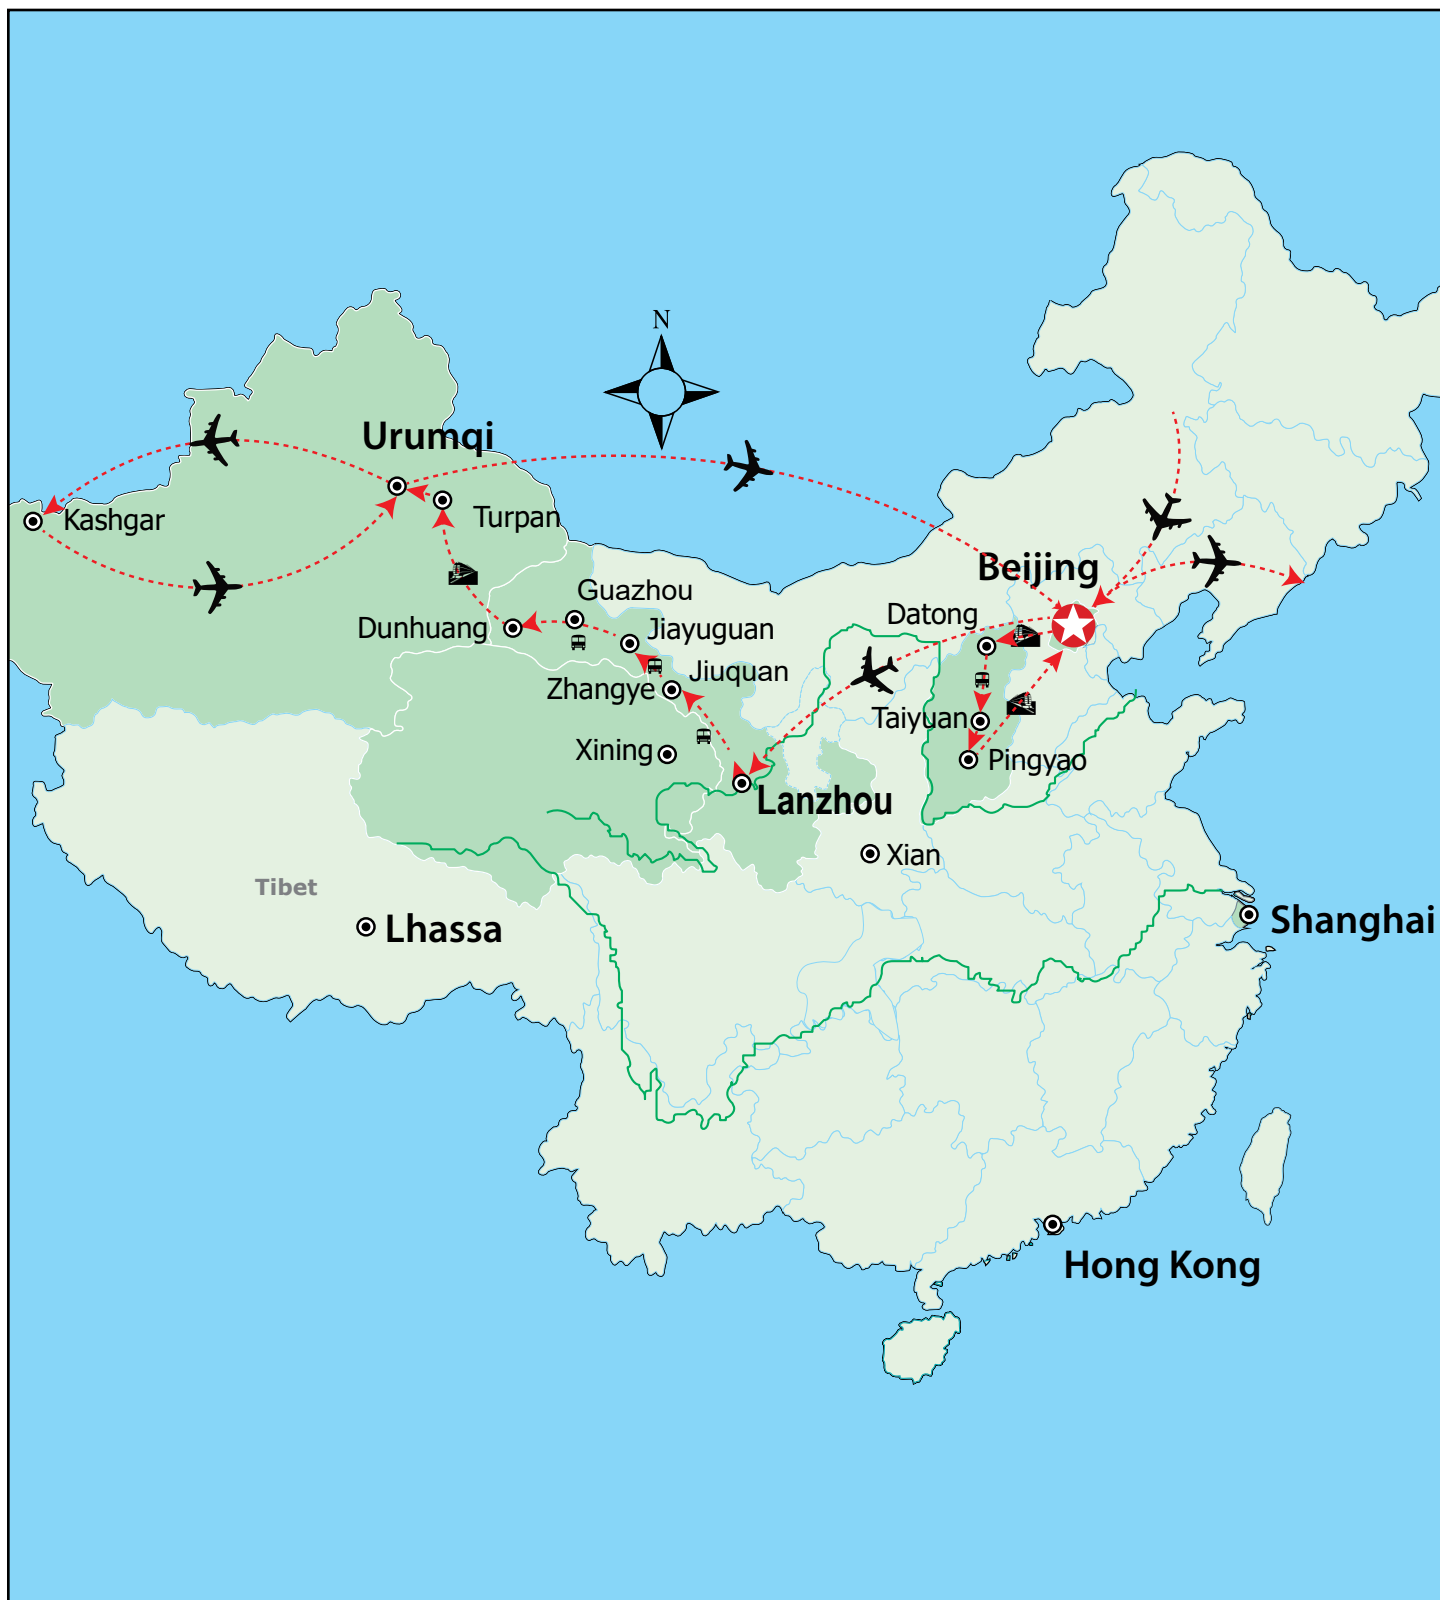 N
Urumqi
Kashgar
Turpan
Beijing
Guazhou
Datong
Dunhuang
Jiayuguan
Jiuquan
Zhangye
Taiyuan
Xining
Pingyao
Lanzhou
Xian
Tibet
Lhassa
Shanghai
Hong Kong